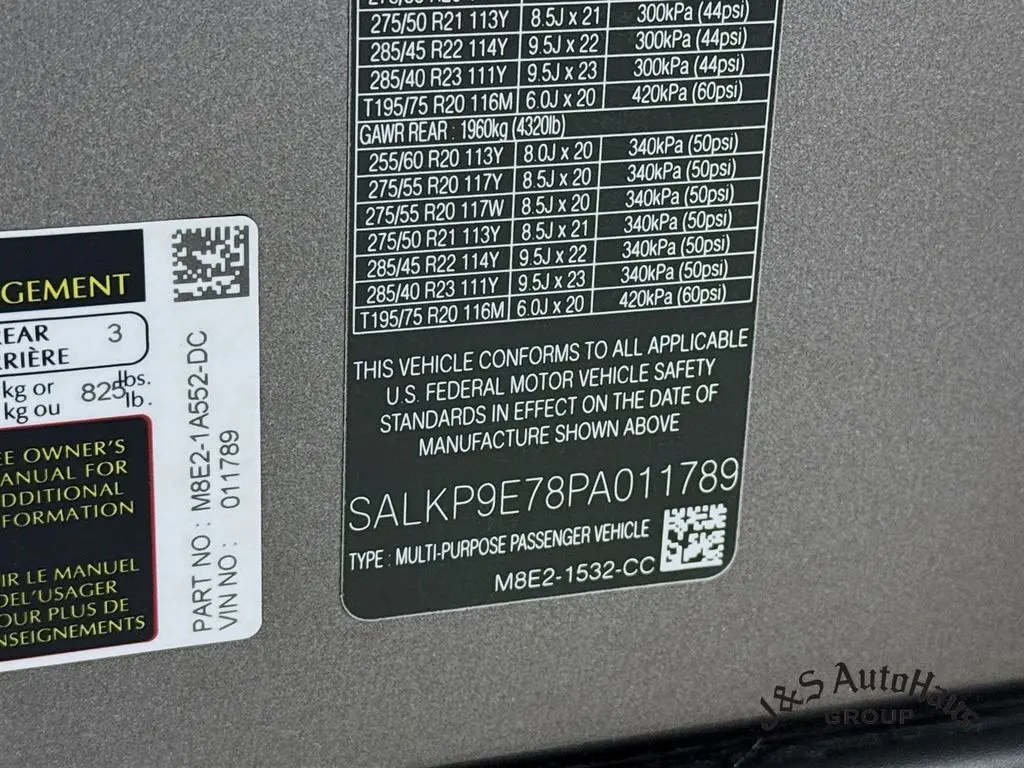 275/50 R21 113Y 8.5J x 21 300kPa (44psi)
285/45 R22 114Y 9.5J x 22 300kPa (44psi)
285/40 R23 111Y 9.5J x 23 300kPa (44psi)
T195/75 R20 116M 6.0J x 20 420kPa (60psi)
GAWR REAR : 1960kg (4320lb)
255/60 R20 113Y 8.0J x 20 340kPa (50psi)
275/55 R20 117Y 8.5J x 20 340kPa (50psi)
275/55 R20 117W 8.5J x 20 340kPa (50psi)
275/50 R21 113Y 8.5J x 21 340kPa (50psi)
285/45 R22 114Y 9.5J x 22 340kPa (50psi)
285/40 R23 111Y 9.5J x 23 340kPa (50psi)
T195/75 R20 116M 6.0J x 20 420kPa (60psi)
THIS VEHICLE CONFORMS TO ALL APPLICABLE
U.S. FEDERAL MOTOR VEHICLE SAFETY
STANDARDS IN EFFECT ON THE DATE OF
MANUFACTURE SHOWN ABOVE
SALKP9E78PA011789
TYPE : MULTI-PURPOSE PASSENGER VEHICLE
M8E2-1532-CC
GEMENT
REAR 3
RRIÈRE
kg or 825 lbs.
kg ou lb.
EE OWNER'S
ANUAL FOR
DDITIONAL
FORMATION
IR LE MANUEL
DE L'USAGER
OUR PLUS DE
NSEIGNEMENTS
PART NO : M8E2-1A552-DC
VIN NO : 011789
J&S AutoHaus
GROUP